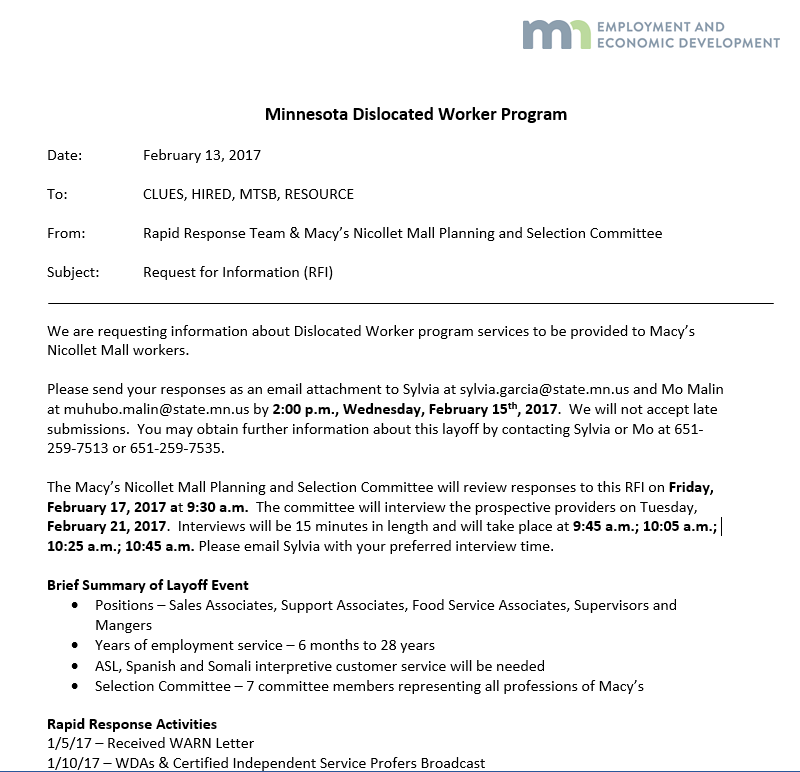 mn EMPLOYMENT AND
ECONOMIC DEVELOPMENT
Minnesota Dislocated Worker Program
Date: February 13, 2017
To: CLUES, HIRED, MTSB, RESOURCE
From: Rapid Response Team & Macy’s Nicollet Mall Planning and Selection Committee
Subject: Request for Information (RFI)
We are requesting information about Dislocated Worker program services to be provided to Macy’s
Nicollet Mall workers.
Please send your responses as an email attachment to Sylvia at sylvia.garcia@state.mn.us and Mo Malin
at muhubo.malin@state.mn.us by 2:00 p.m., Wednesday, February 15th, 2017. We will not accept late
submissions. You may obtain further information about this layoff by contacting Sylvia or Mo at 651-
259-7513 or 651-259-7535.
The Macy’s Nicollet Mall Planning and Selection Committee will review responses to this RFI on Friday,
February 17, 2017 at 9:30 a.m. The committee will interview the prospective providers on Tuesday,
February 21, 2017. Interviews will be 15 minutes in length and will take place at 9:45 a.m.; 10:05 a.m.;
10:25 a.m.; 10:45 a.m. Please email Sylvia with your preferred interview time.
Brief Summary of Layoff Event
• Positions – Sales Associates, Support Associates, Food Service Associates, Supervisors and
Mangers
• Years of employment service – 6 months to 28 years
• ASL, Spanish and Somali interpretive customer service will be needed
• Selection Committee – 7 committee members representing all professions of Macy’s
Rapid Response Activities
1/5/17 – Received WARN Letter
1/10/17 – WDAs & Certified Independent Service Profers Broadcast